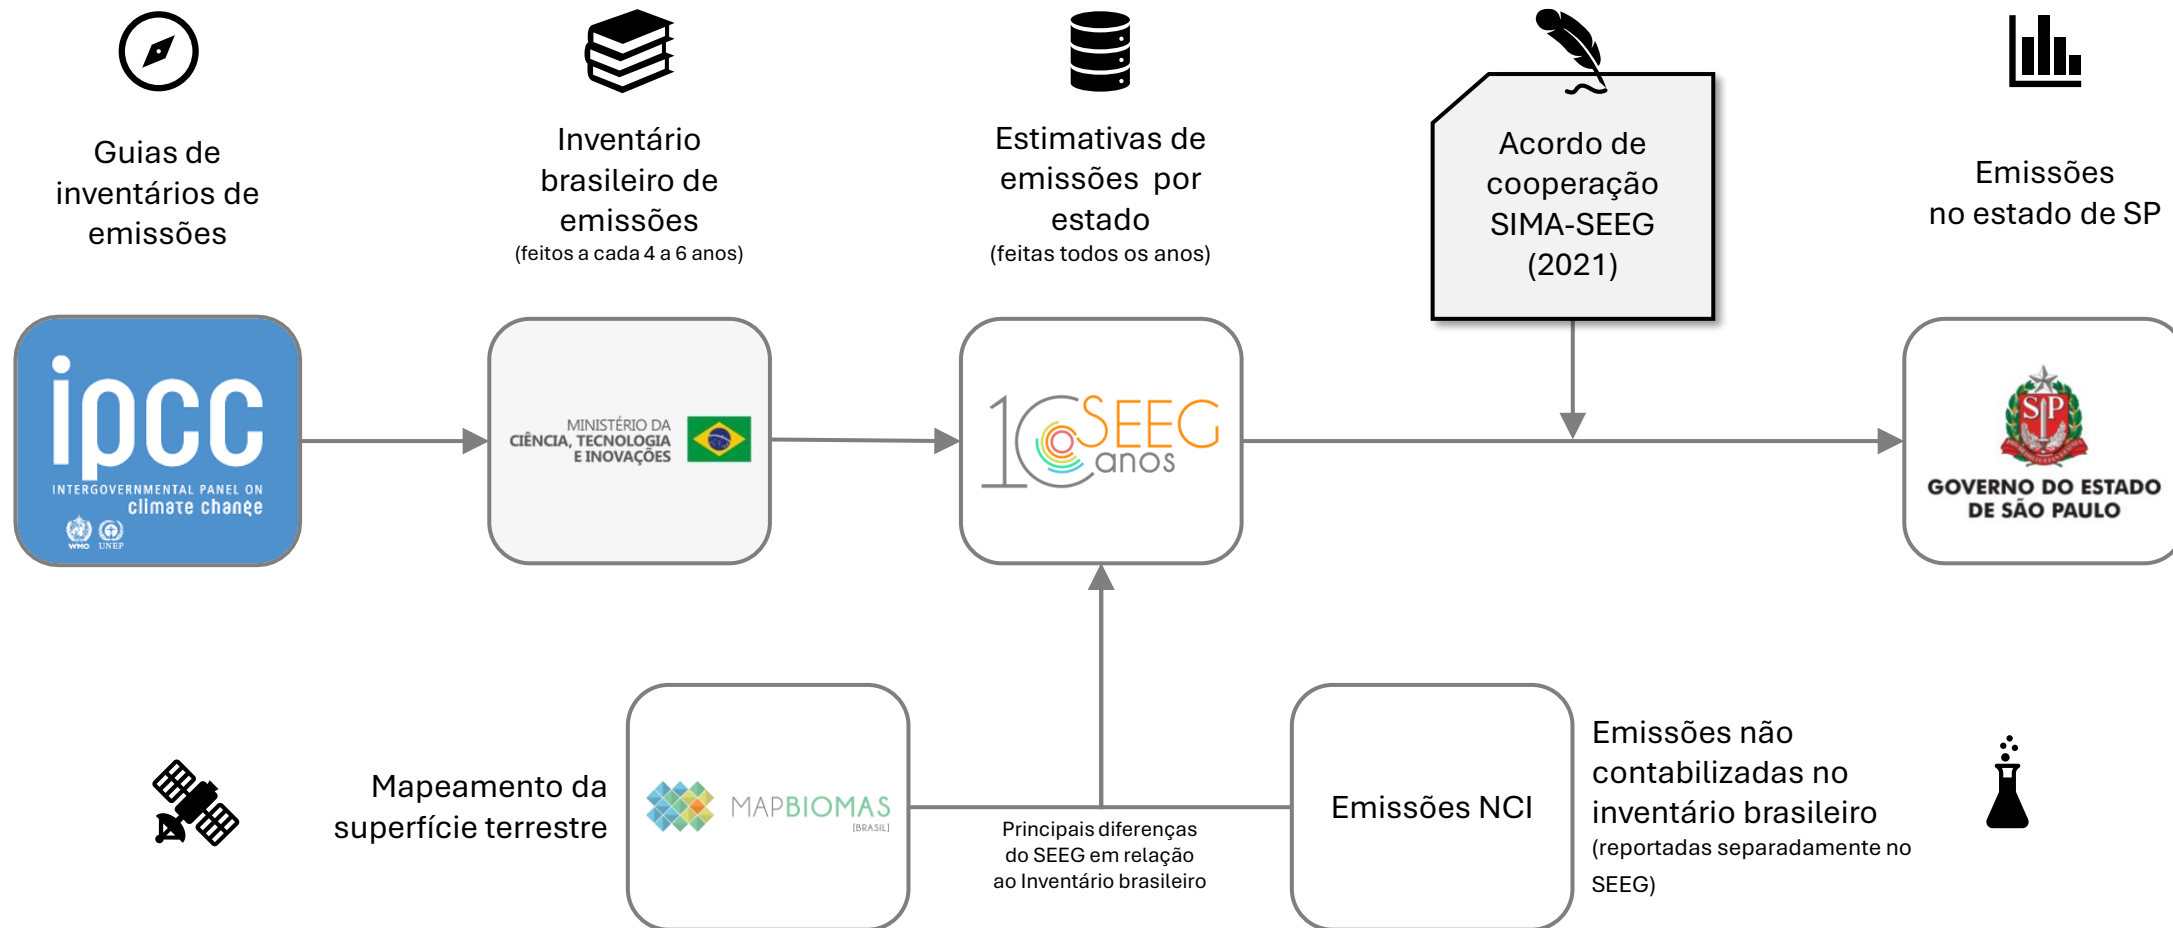 Guias de
inventários de
emissões
Inventário
brasileiro de
emissões
(feitos a cada 4 a 6 anos)
Estimativas de
emissões por
estado
(feitas todos os anos)
Acordo de
cooperação
SIMA-SEEG
(2021)
Emissões
no estado de SP
ipcc
INTERGOVERNMENTAL PANEL ON
climate change
WMO UNEP
MINISTÉRIO DA
CIÊNCIA, TECNOLOGIA
E INOVAÇÕES
10 SEEG
anos
SP
GOVERNO DO ESTADO
DE SÃO PAULO
Mapeamento da
superfície terrestre
MAPBIOMAS
[BRASIL]
Principais diferenças
do SEEG em relação
ao Inventário brasileiro
Emissões NCI
Emissões não
contabilizadas no
inventário brasileiro
(reportadas separadamente no
SEEG)